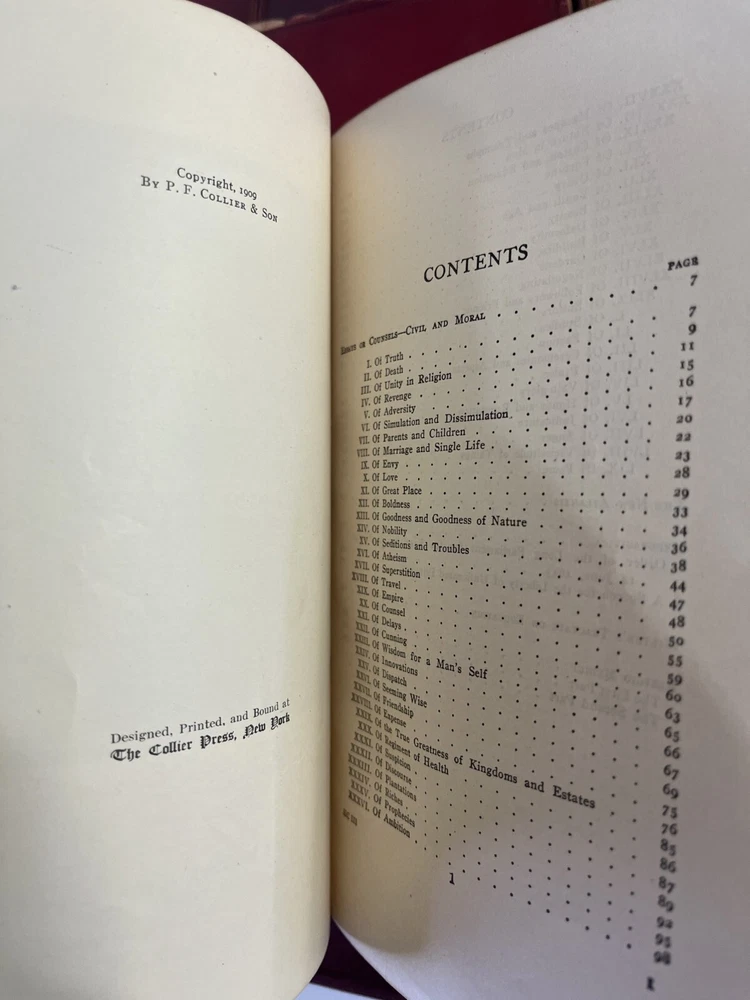 Copyright, 1909
By P. F. Collier & Son
Designed, Printed, and Bound at
The Collier Press, New York
CONTENTS
PAGE
Essays or Counsels—Civil and Moral . . . . . . . 7
I. Of Truth . . . . . . . 7
II. Of Death . . . . . . . 9
III. Of Unity in Religion . . . . . . . 11
IV. Of Revenge . . . . . . . 15
V. Of Adversity . . . . . . . 16
VI. Of Simulation and Dissimulation . . . . . . . 17
VII. Of Parents and Children . . . . . . . 20
VIII. Of Marriage and Single Life . . . . . . . 22
IX. Of Envy . . . . . . . 23
X. Of Love . . . . . . . 28
XI. Of Great Place . . . . . . . 29
XII. Of Boldness . . . . . . . 33
XIII. Of Goodness and Goodness of Nature . . . . . . . 34
XIV. Of Nobility . . . . . . . 36
XV. Of Seditions and Troubles . . . . . . . 38
XVI. Of Atheism . . . . . . . 44
XVII. Of Superstition . . . . . . . 47
XVIII. Of Travel . . . . . . . 48
XIX. Of Empire . . . . . . . 50
XX. Of Counsel . . . . . . . 55
XXI. Of Delays . . . . . . . 59
XXII. Of Cunning . . . . . . . 60
XXIII. Of Wisdom for a Man's Self . . . . . . . 63
XXIV. Of Innovations . . . . . . . 65
XXV. Of Dispatch . . . . . . . 66
XXVI. Of Seeming Wise . . . . . . . 67
XXVII. Of Friendship . . . . . . . 69
XXVIII. Of Expense . . . . . . . 75
XXIX. Of the True Greatness of Kingdoms and Estates . . . . . . . 76
XXX. Of Regiment of Health . . . . . . . 85
XXXI. Of Suspicion . . . . . . . 86
XXXII. Of Discourse . . . . . . . 87
XXXIII. Of Plantations . . . . . . . 89
XXXIV. Of Riches . . . . . . . 92
XXXV. Of Prophecies . . . . . . . 95
XXXVI. Of Ambition . . . . . . . 98
1
1